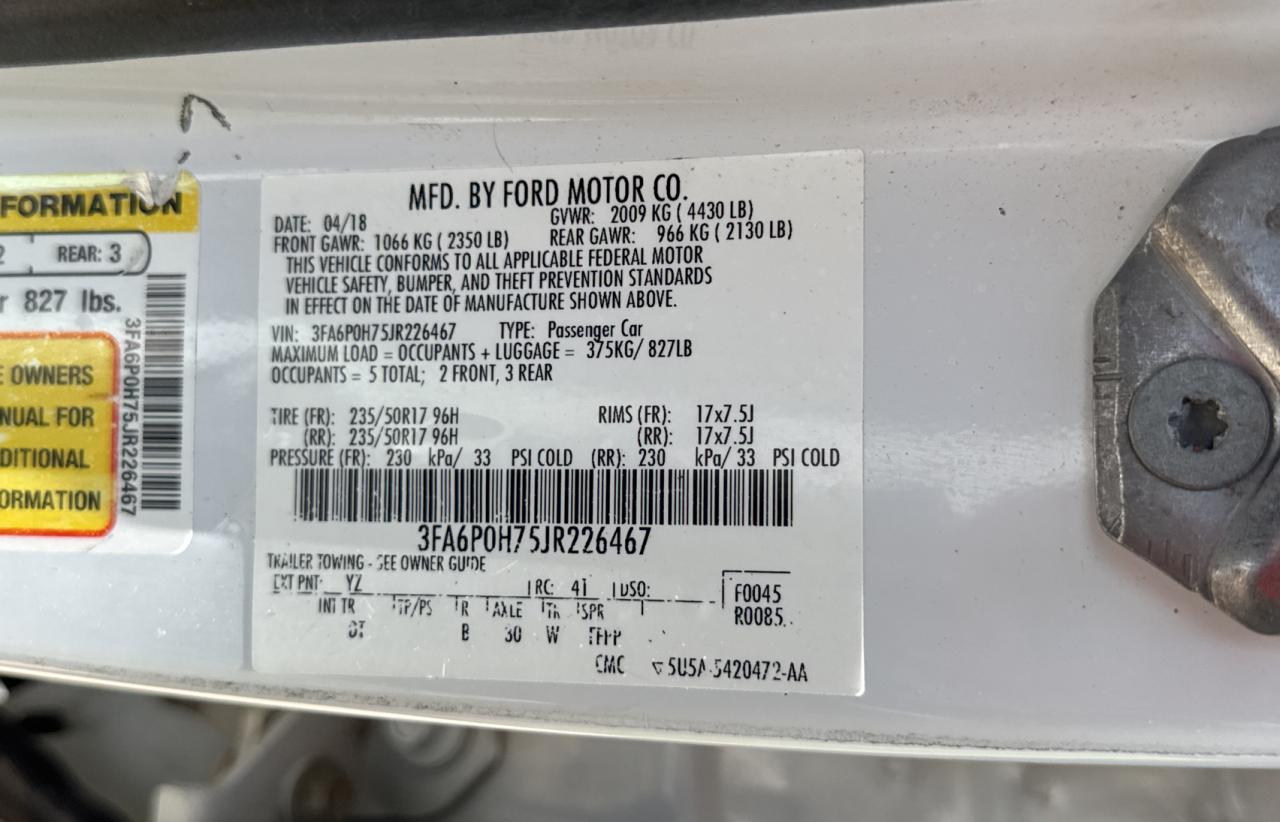 FORMATION
2 REAR: 3
r 827 lbs.
E OWNERS
NUAL FOR
DITIONAL
ORMATION
3FA6P0H75JR226467
MFD. BY FORD MOTOR CO.
DATE: 04/18 GVWR: 2009 KG ( 4430 LB)
FRONT GAWR: 1066 KG ( 2350 LB) REAR GAWR: 966 KG ( 2130 LB)
THIS VEHICLE CONFORMS TO ALL APPLICABLE FEDERAL MOTOR
VEHICLE SAFETY, BUMPER, AND THEFT PREVENTION STANDARDS
IN EFFECT ON THE DATE OF MANUFACTURE SHOWN ABOVE.
VIN: 3FA6P0H75JR226467 TYPE: Passenger Car
MAXIMUM LOAD = OCCUPANTS + LUGGAGE = 375KG/ 827LB
OCCUPANTS = 5 TOTAL; 2 FRONT, 3 REAR
TIRE (FR): 235/50R17 96H RIMS (FR): 17x7.5J
(RR): 235/50R17 96H (RR): 17x7.5J
PRESSURE (FR): 230 kPa/ 33 PSI COLD (RR): 230 kPa/ 33 PSI COLD
3FA6P0H75JR226467
TRAILER TOWING - SEE OWNER GUIDE
EXT PNT: YZ RC: 41 DSO: F0045
INT TR TP/PS R AXLE TR SPR R0085
B 30 W
CMC 5U5A-5420472-AA